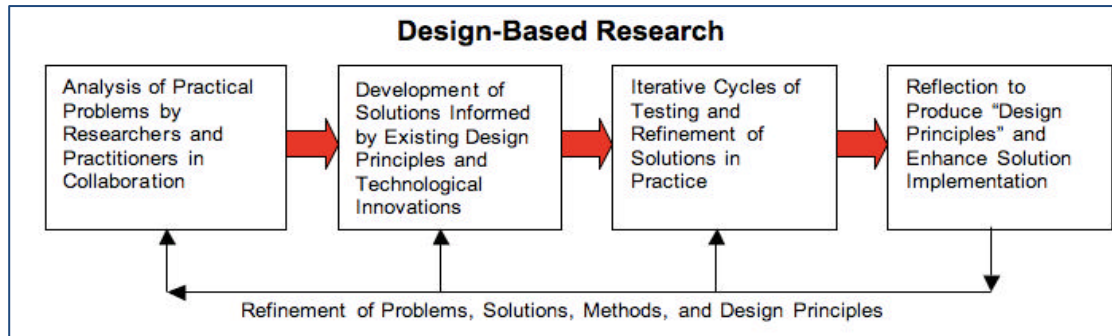 Design-Based Research
Analysis of Practical
Problems by
Researchers and
Practitioners in
Collaboration
Development of
Solutions Informed
by Existing Design
Principles and
Technological
Innovations
Iterative Cycles of
Testing and
Refinement of
Solutions in
Practice
Reflection to
Produce “Design
Principles” and
Enhance Solution
Implementation
Refinement of Problems, Solutions, Methods, and Design Principles